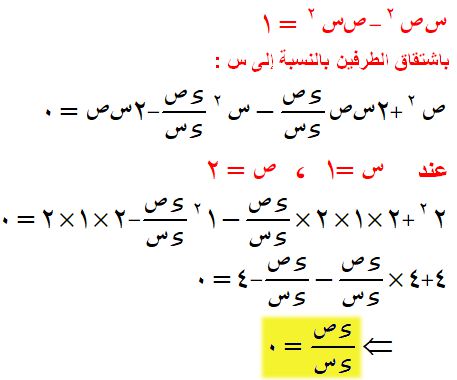 س ص^٢ – ص س^٢ = ١
باشتقاق الطرفين بالنسبة إلى س :
ص^٢ + ٢س ص ءص/ءس – س^٢ ءص/ءس – ٢س ص = ٠
عند س = ١ ، ص = ٢
٢^٢ + ٢×١×٢× ءص/ءس – ١^٢ ءص/ءس – ٢×١×٢ = ٠
٤+٤× ءص/ءس – ءص/ءس –٤ = ٠
⇐ ءص/ءس = ٠